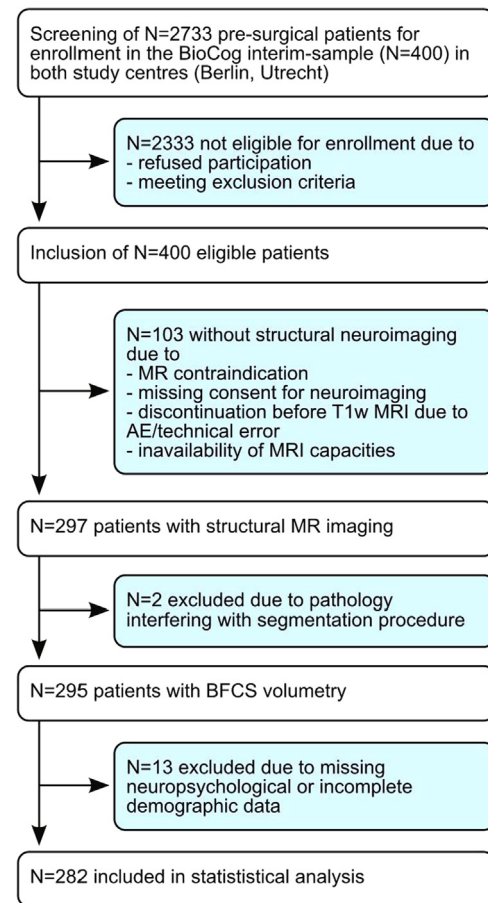 Screening of N=2733 pre-surgical patients for
enrollment in the BioCog interim-sample (N=400) in
both study centres (Berlin, Utrecht)
N=2333 not eligible for enrollment due to
- refused participation
- meeting exclusion criteria
Inclusion of N=400 eligible patients
N=103 without structural neuroimaging
due to
- MR contraindication
- missing consent for neuroimaging
- discontinuation before T1w MRI due to
AE/technical error
- inavailability of MRI capacities
N=297 patients with structural MR imaging
N=2 excluded due to pathology
interfering with segmentation procedure
N=295 patients with BFCS volumetry
N=13 excluded due to missing
neuropsychological or incomplete
demographic data
N=282 included in statististical analysis